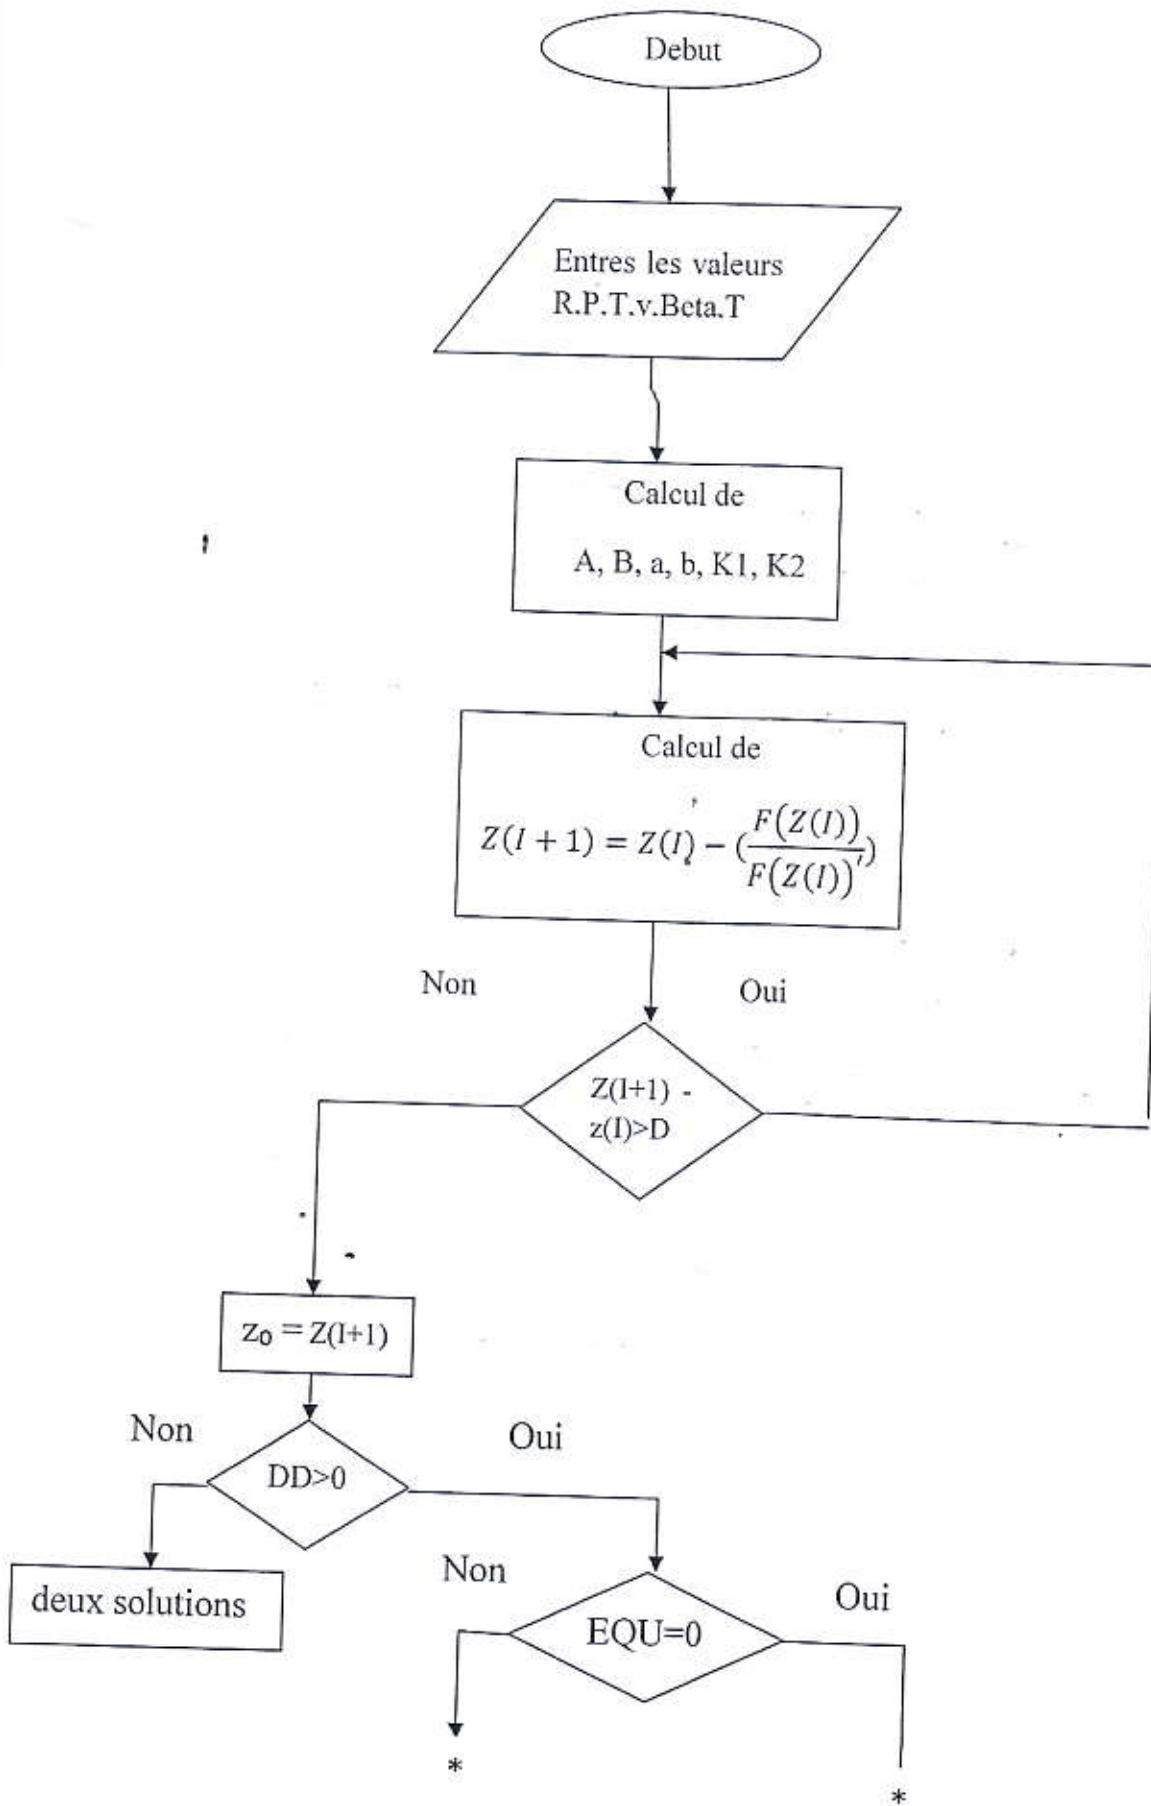 Debut
Entres les valeurs
R.P.T.v.Beta.T
Calcul de
A, B, a, b, K1, K2
Calcul de
Z(I + 1) = Z(I) − (F(Z(I)) / F(Z(I))′)
Non
Oui
Z(I+1) -
z(I)>D
z₀ = Z(I+1)
Non
Oui
DD>0
deux solutions
Non
Oui
EQU=0
*
*